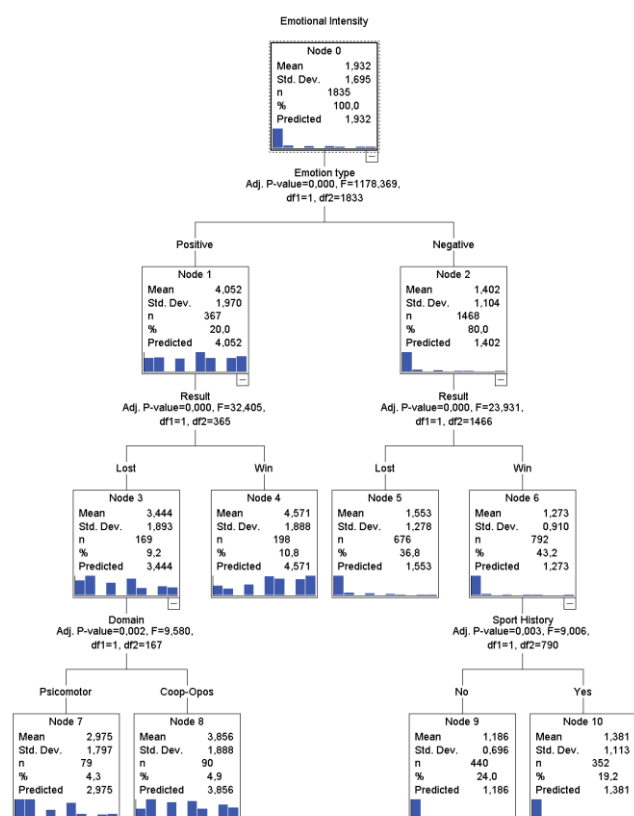 Emotional Intensity
Node 0
Mean 1,932
Std. Dev. 1,695
n 1835
% 100,0
Predicted 1,932
Emotion type
Adj. P-value=0,000, F=1178,369,
df1=1, df2=1833
Positive
Negative
Node 1
Mean 4,052
Std. Dev. 1,970
n 367
% 20,0
Predicted 4,052
Node 2
Mean 1,402
Std. Dev. 1,104
n 1468
% 80,0
Predicted 1,402
Result
Adj. P-value=0,000, F=32,405,
df1=1, df2=365
Result
Adj. P-value=0,000, F=23,931,
df1=1, df2=1466
Lost
Win
Lost
Win
Node 3
Mean 3,444
Std. Dev. 1,893
n 169
% 9,2
Predicted 3,444
Node 4
Mean 4,571
Std. Dev. 1,888
n 198
% 10,8
Predicted 4,571
Node 5
Mean 1,553
Std. Dev. 1,278
n 676
% 36,8
Predicted 1,553
Node 6
Mean 1,273
Std. Dev. 0,910
n 792
% 43,2
Predicted 1,273
Domain
Adj. P-value=0,002, F=9,580,
df1=1, df2=167
Sport History
Adj. P-value=0,003, F=9,006,
df1=1, df2=790
Psicomotor
Coop-Opos
No
Yes
Node 7
Mean 2,975
Std. Dev. 1,797
n 79
% 4,3
Predicted 2,975
Node 8
Mean 3,856
Std. Dev. 1,888
n 90
% 4,9
Predicted 3,856
Node 9
Mean 1,186
Std. Dev. 0,696
n 440
% 24,0
Predicted 1,186
Node 10
Mean 1,381
Std. Dev. 1,113
n 352
% 19,2
Predicted 1,381